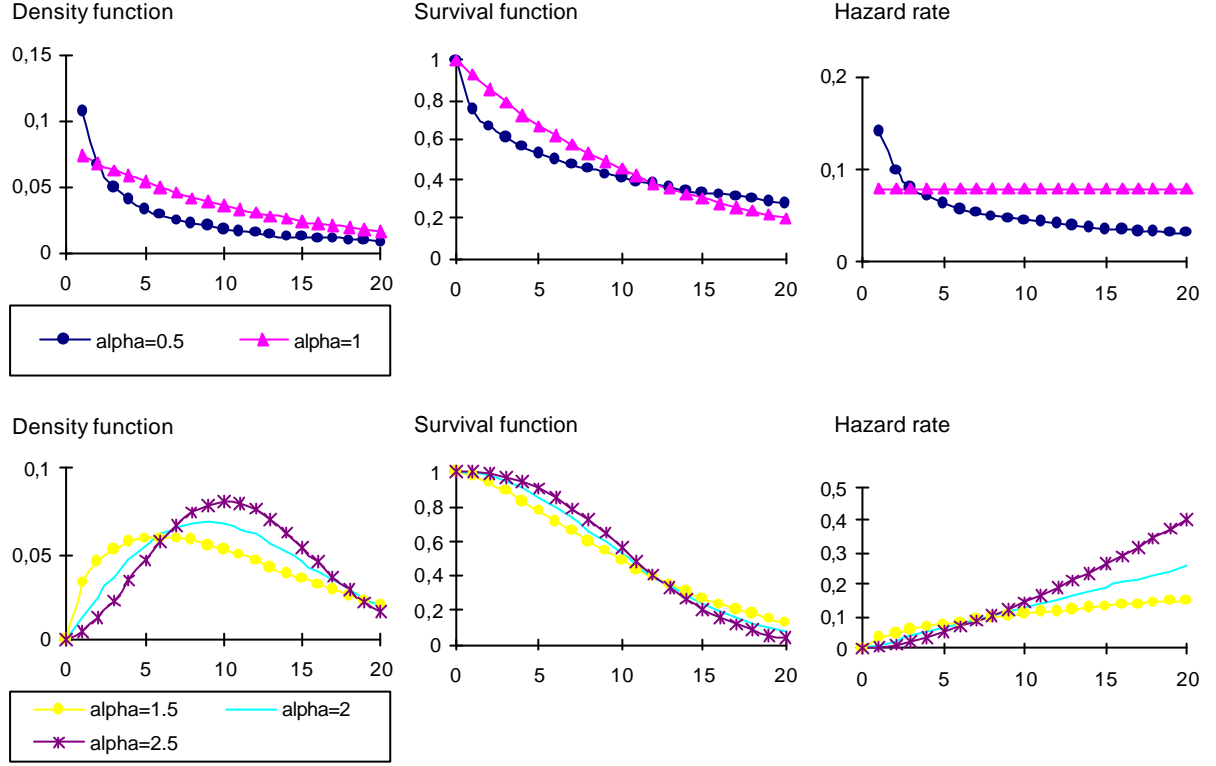 Density function
Survival function
Hazard rate
0,15
0,1
0,05
0
0 5 10 15 20
1
0,8
0,6
0,4
0,2
0
0 5 10 15 20
0,2
0,1
0
0 5 10 15 20
alpha=0.5 alpha=1
Density function
Survival function
Hazard rate
0,1
0,05
0
0 5 10 15 20
1
0,8
0,6
0,4
0,2
0
0 5 10 15 20
0,5
0,4
0,3
0,2
0,1
0
0 5 10 15 20
alpha=1.5 alpha=2
alpha=2.5